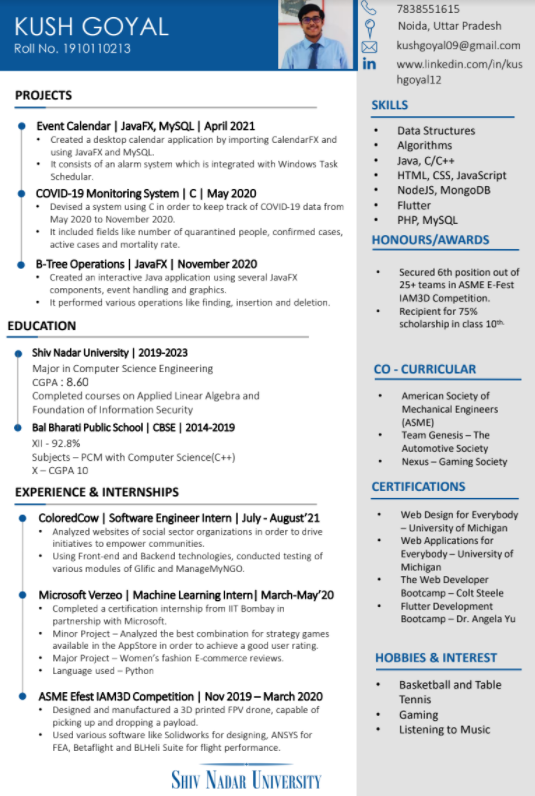 KUSH GOYAL
Roll No. 1910110213
7838551615
Noida, Uttar Pradesh
kushgoyal09@gmail.com
in
www.linkedin.com/in/kus
hgoyal12
PROJECTS
Event Calendar | JavaFX, MySQL | April 2021
• Created a desktop calendar application by importing CalendarFX and
using JavaFX and MySQL.
• It consists of an alarm system which is integrated with Windows Task
Schedular.
COVID-19 Monitoring System | C | May 2020
• Devised a system using C in order to keep track of COVID-19 data from
May 2020 to November 2020.
• It included fields like number of quarantined people, confirmed cases,
active cases and mortality rate.
B-Tree Operations | JavaFX | November 2020
• Created an interactive Java application using several JavaFX
components, event handling and graphics.
• It performed various operations like finding, insertion and deletion.
EDUCATION
Shiv Nadar University | 2019-2023
Major in Computer Science Engineering
CGPA : 8.60
Completed courses on Applied Linear Algebra and
Foundation of Information Security
Bal Bharati Public School | CBSE | 2014-2019
XII - 92.8%
Subjects – PCM with Computer Science(C++)
X – CGPA 10
EXPERIENCE & INTERNSHIPS
ColoredCow | Software Engineer Intern | July - August'21
• Analyzed websites of social sector organizations in order to drive
initiatives to empower communities.
• Using Front-end and Backend technologies, conducted testing of
various modules of Glific and ManageMyNGO.
Microsoft Verzeo | Machine Learning Intern| March-May'20
• Completed a certification internship from IIT Bombay in
partnership with Microsoft.
• Minor Project – Analyzed the best combination for strategy games
available in the AppStore in order to achieve a good user rating.
• Major Project – Women's fashion E-commerce reviews.
• Language used – Python
ASME Efest IAM3D Competition | Nov 2019 – March 2020
• Designed and manufactured a 3D printed FPV drone, capable of
picking up and dropping a payload.
• Used various software like Solidworks for designing, ANSYS for
FEA, Betaflight and BLHeli Suite for flight performance.
SHIV NADAR UNIVERSITY
SKILLS
• Data Structures
• Algorithms
• Java, C/C++
• HTML, CSS, JavaScript
• NodeJS, MongoDB
• Flutter
• PHP, MySQL
HONOURS/AWARDS
• Secured 6th position out of
25+ teams in ASME E-Fest
IAM3D Competition.
• Recipient for 75%
scholarship in class 10th.
CO - CURRICULAR
• American Society of
Mechanical Engineers
(ASME)
• Team Genesis – The
Automotive Society
• Nexus – Gaming Society
CERTIFICATIONS
• Web Design for Everybody
– University of Michigan
• Web Applications for
Everybody – University of
Michigan
• The Web Developer
Bootcamp – Colt Steele
• Flutter Development
Bootcamp – Dr. Angela Yu
HOBBIES & INTEREST
• Basketball and Table
Tennis
• Gaming
• Listening to Music